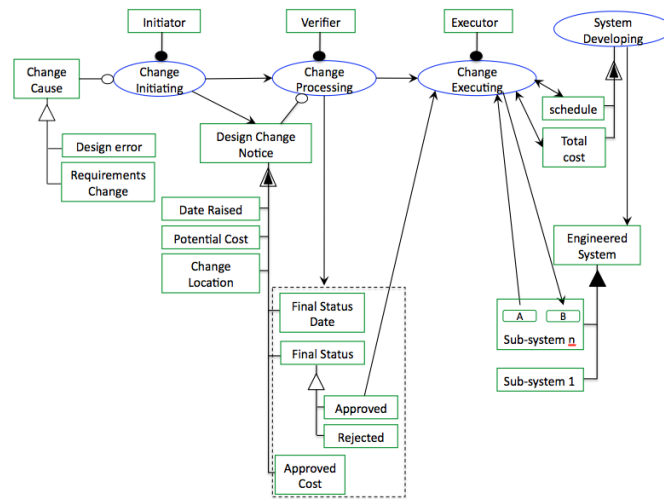 Initiator
Verifier
Executor
System
Developing
Change
Cause
Change
Initiating
Change
Processing
Change
Executing
schedule
Total
cost
Design Change
Notice
Design error
Requirements
Change
Date Raised
Potential Cost
Change
Location
Engineered
System
Final Status
Date
A
B
Sub-system n
Final Status
Sub-system 1
Approved
Rejected
Approved
Cost